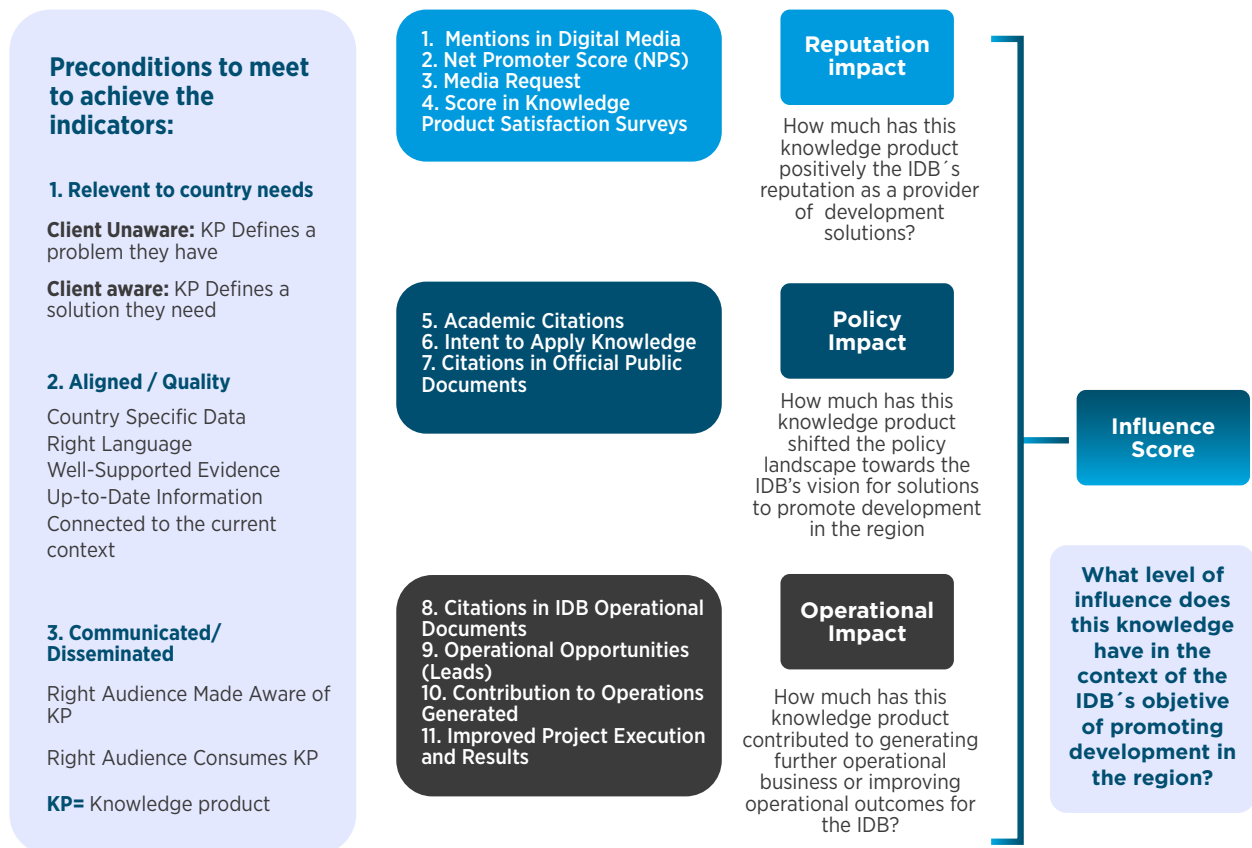 Preconditions to meet
to achieve the
indicators:
1. Relevent to country needs
Client Unaware: KP Defines a
problem they have
Client aware: KP Defines a
solution they need
2. Aligned / Quality
Country Specific Data
Right Language
Well-Supported Evidence
Up-to-Date Information
Connected to the current
context
3. Communicated/
Disseminated
Right Audience Made Aware of
KP
Right Audience Consumes KP
KP= Knowledge product
1. Mentions in Digital Media
2. Net Promoter Score (NPS)
3. Media Request
4. Score in Knowledge
Product Satisfaction Surveys
Reputation
impact
How much has this
knowledge product
positively the IDB´s
reputation as a provider
of development
solutions?
5. Academic Citations
6. Intent to Apply Knowledge
7. Citations in Official Public
Documents
Policy
Impact
How much has this
knowledge product
shifted the policy
landscape towards the
IDB’s vision for solutions
to promote development
in the region
8. Citations in IDB Operational
Documents
9. Operational Opportunities
(Leads)
10. Contribution to Operations
Generated
11. Improved Project Execution
and Results
Operational
Impact
How much has this
knowledge product
contributed to generating
further operational
business or improving
operational outcomes for
the IDB?
Influence
Score
What level of
influence does
this knowledge
have in the
context of the
IDB´s objetive
of promoting
development in
the region?